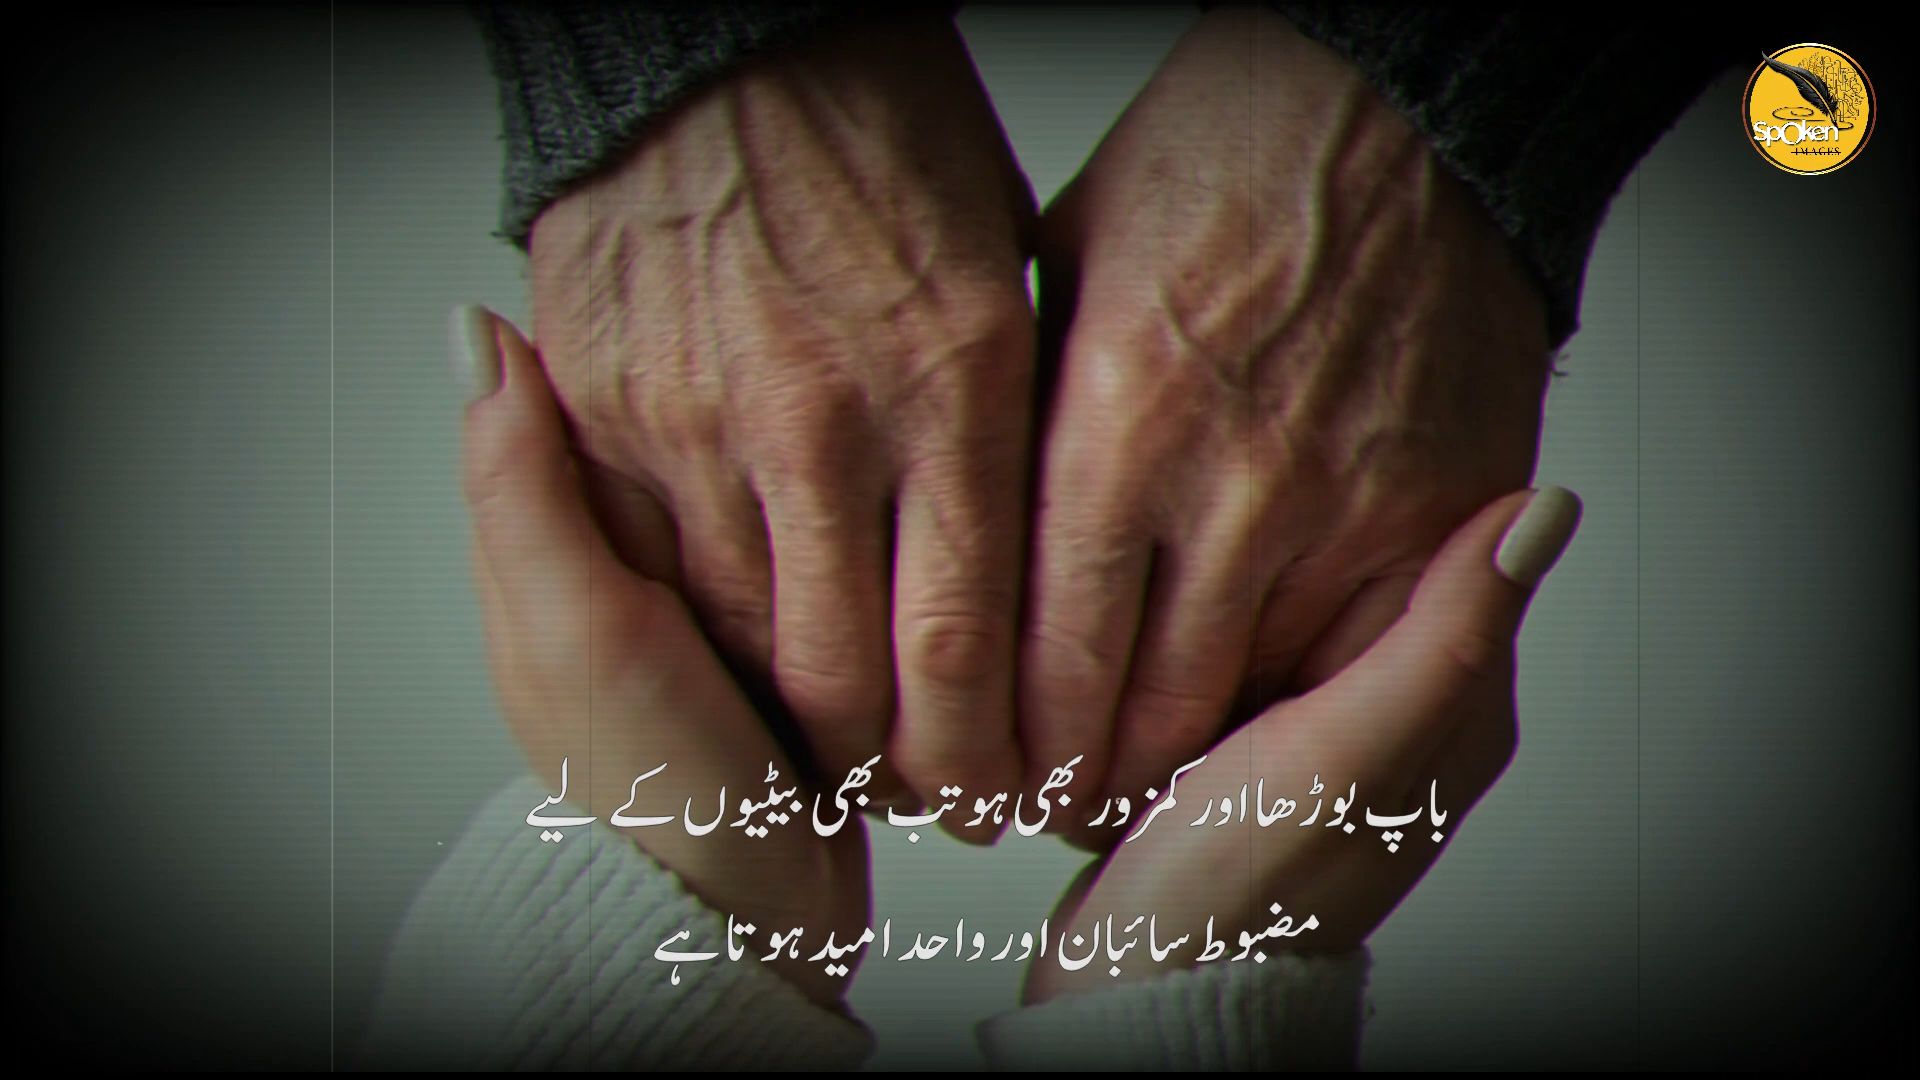 Spoken
IMAGES
باپ بوڑھا اور کمزور بھی ہو تب بھی بیٹیوں کے لیے
مضبوط سائبان اور واحد امید ہوتا ہے